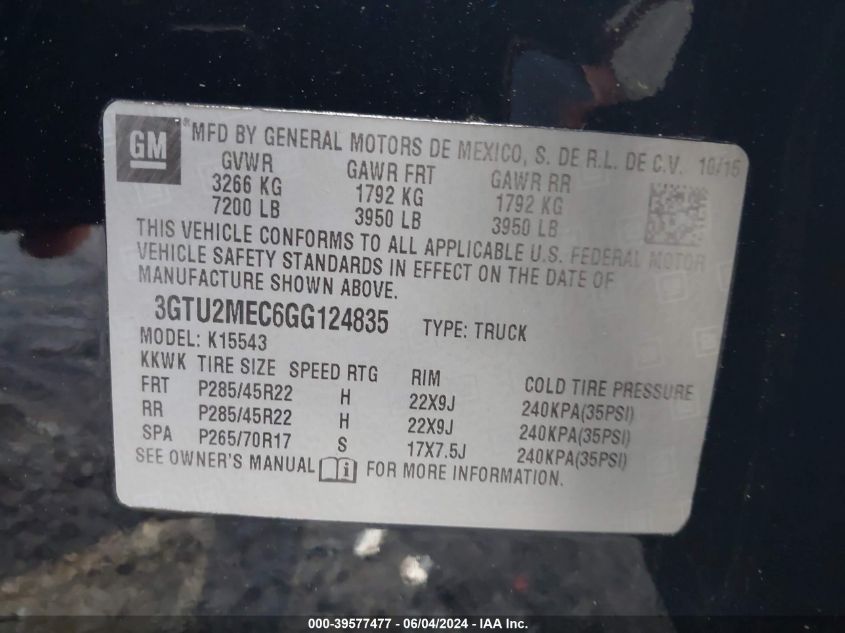 GM
®MFD BY GENERAL MOTORS DE MEXICO, S. DE R.L. DE C.V. 10/15
GVWR GAWR FRT GAWR RR
3266 KG 1792 KG 1792 KG
7200 LB 3950 LB 3950 LB
THIS VEHICLE CONFORMS TO ALL APPLICABLE U.S. FEDERAL MOTOR
VEHICLE SAFETY STANDARDS IN EFFECT ON THE DATE OF
MANUFACTURE SHOWN ABOVE.
3GTU2MEC6GG124835 TYPE: TRUCK
MODEL: K15543
KKWK TIRE SIZE SPEED RTG RIM COLD TIRE PRESSURE
FRT P285/45R22 H 22X9J 240KPA(35PSI)
RR P285/45R22 H 22X9J 240KPA(35PSI)
SPA P265/70R17 S 17X7.5J 240KPA(35PSI)
SEE OWNER'S MANUAL FOR MORE INFORMATION.
000-39577477 - 06/04/2024 - IAA Inc.